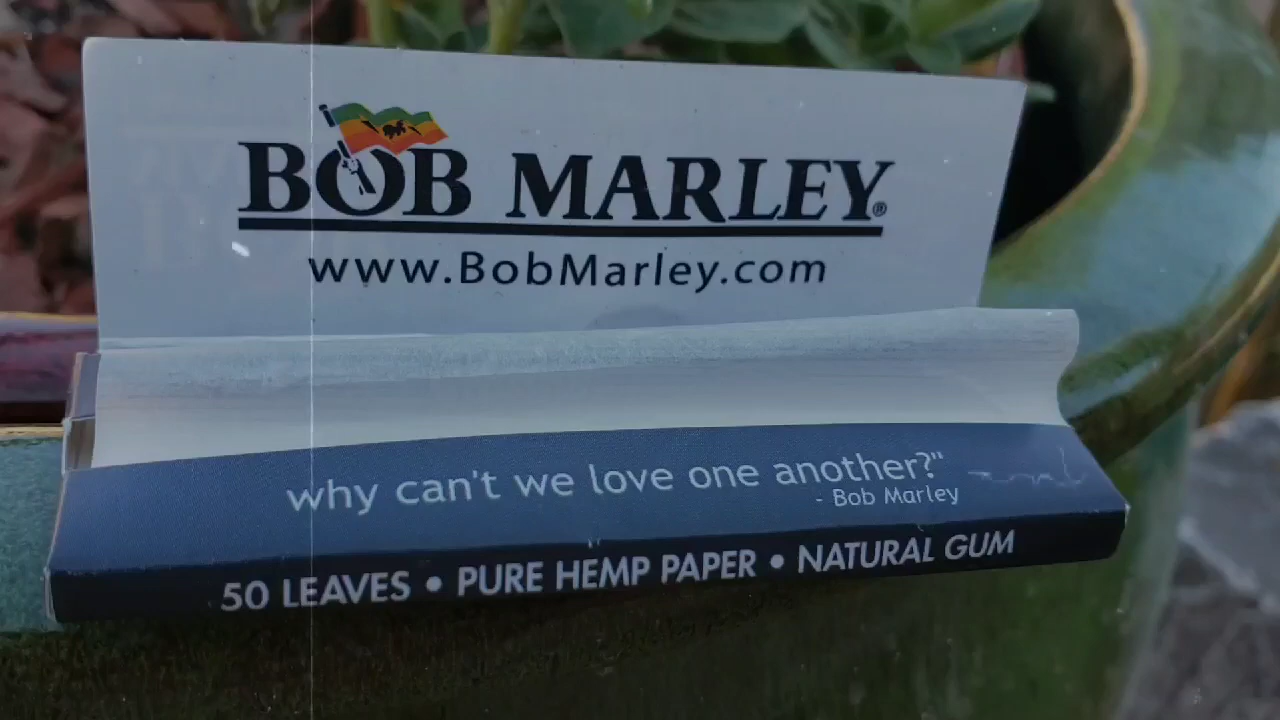 BOB MARLEY®
www.BobMarley.com
why can't we love one another?"
- Bob Marley
50 LEAVES • PURE HEMP PAPER • NATURAL GUM